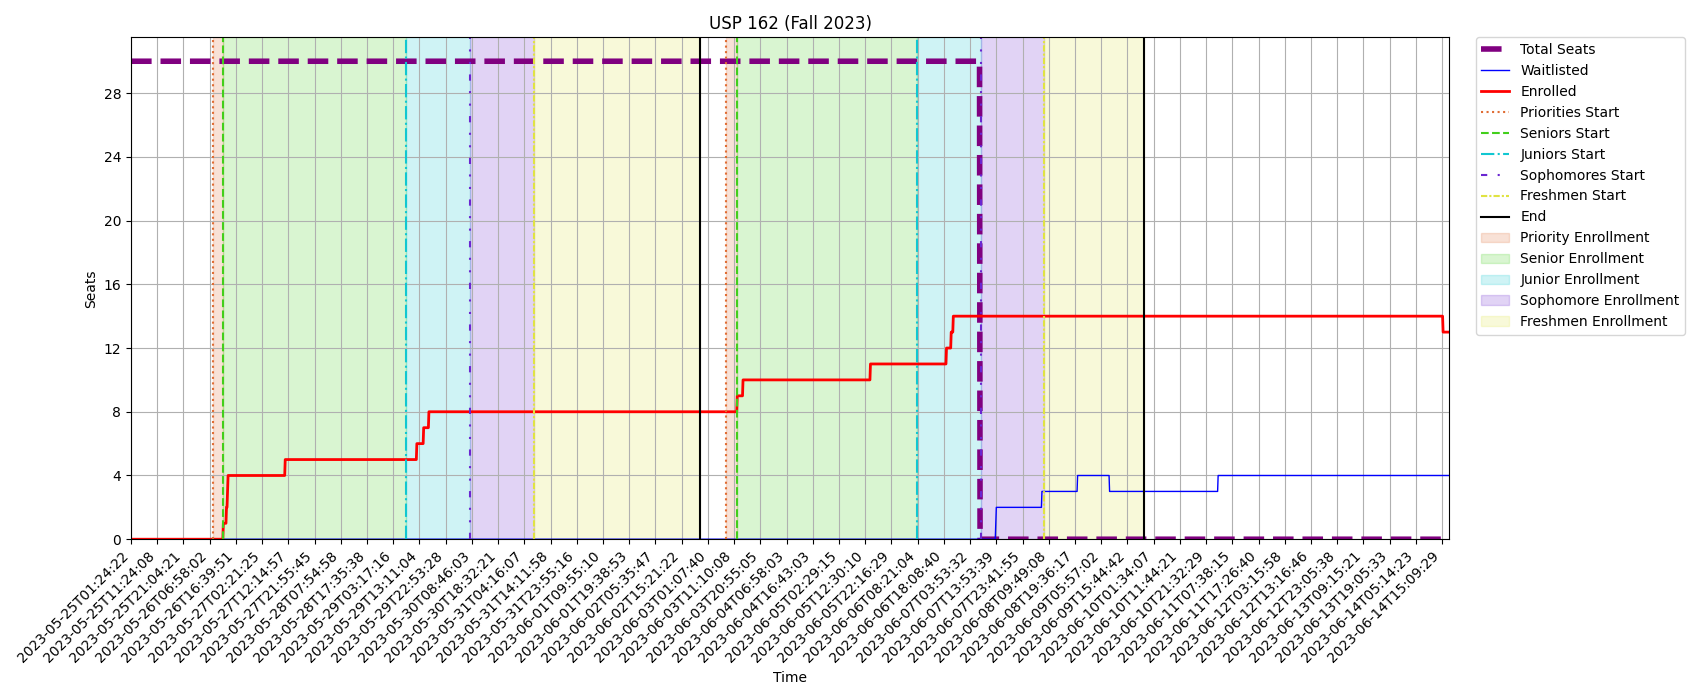 USP 162 (Fall 2023)
Seats
28
24
20
16
12
8
4
0
Total Seats
Waitlisted
Enrolled
Priorities Start
Seniors Start
Juniors Start
Sophomores Start
Freshmen Start
End
Priority Enrollment
Senior Enrollment
Junior Enrollment
Sophomore Enrollment
Freshmen Enrollment
2023-05-25T01:24:22
2023-05-25T11:24:08
2023-05-25T21:04:21
2023-05-26T06:58:02
2023-05-26T16:39:51
2023-05-27T02:21:25
2023-05-27T12:14:57
2023-05-27T21:55:45
2023-05-28T07:54:58
2023-05-28T17:35:38
2023-05-29T03:17:16
2023-05-29T13:11:04
2023-05-29T22:53:28
2023-05-30T08:46:03
2023-05-30T18:32:21
2023-05-31T04:16:07
2023-05-31T14:11:58
2023-05-31T23:55:16
2023-06-01T09:55:10
2023-06-01T19:38:53
2023-06-02T05:35:47
2023-06-02T15:21:22
2023-06-03T01:07:40
2023-06-03T11:10:08
2023-06-03T20:55:05
2023-06-04T06:58:03
2023-06-04T16:43:03
2023-06-05T02:29:15
2023-06-05T12:30:10
2023-06-05T22:16:29
2023-06-06T08:21:04
2023-06-06T18:08:40
2023-06-07T03:53:32
2023-06-07T13:53:39
2023-06-07T23:41:55
2023-06-08T09:49:08
2023-06-08T19:36:17
2023-06-09T05:57:02
2023-06-09T15:44:42
2023-06-10T01:34:07
2023-06-10T11:44:21
2023-06-10T21:32:29
2023-06-11T07:38:15
2023-06-11T17:26:40
2023-06-12T03:15:58
2023-06-12T13:16:46
2023-06-12T23:05:38
2023-06-13T09:15:21
2023-06-13T19:05:33
2023-06-14T05:14:23
2023-06-14T15:09:29
Time